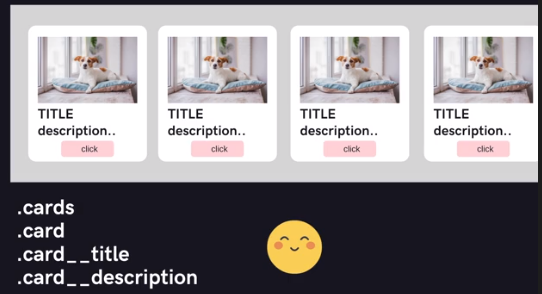 TITLE
description..
click
TITLE
description..
click
TITLE
description..
click
TITLE
description..
click
.cards
.card
.card__title
.card__description